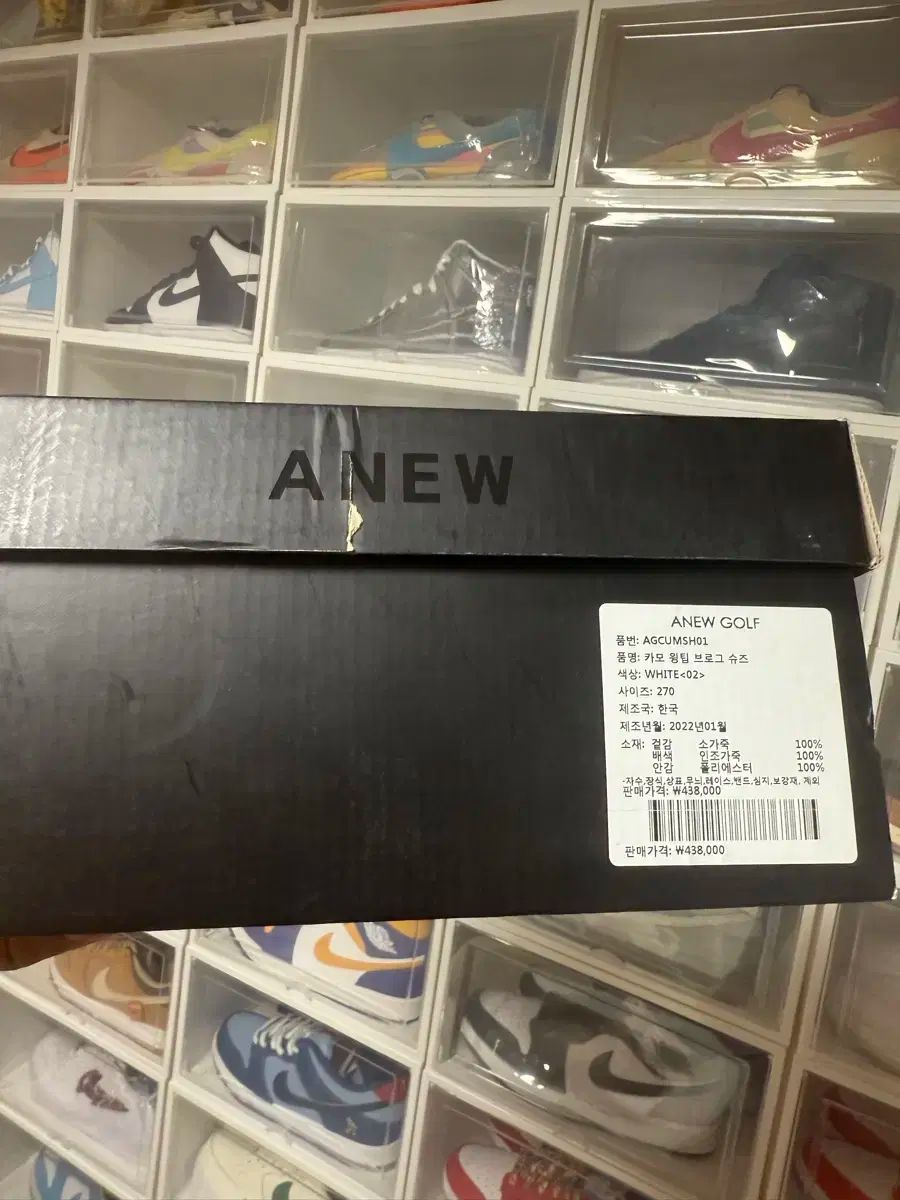 ANEW
ANEW GOLF
품번: AGCUMSH01
품명: 카모 윙팁 브로그 슈즈
색상: WHITE<02>
사이즈: 270
제조국: 한국
제조년월: 2022년01월
소재: 겉감 소가죽 100%
배색 인조가죽 100%
안감 폴리에스터 100%
-자수,장식,상표,무늬,레이스,밴드,심지,보강재, 제외
판매가격: ₩438,000
판매가격: ₩438,000